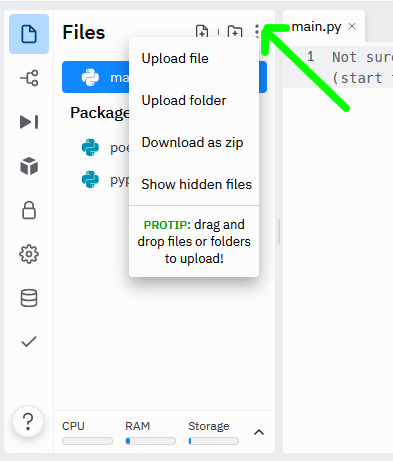 Files
main.py ×
Upload file
Upload folder
Download as zip
Show hidden files
PROTIP: drag and
drop files or folders
to upload!
ma
Package
poe
pyp
1 Not sure
(start t
?
CPU RAM Storage